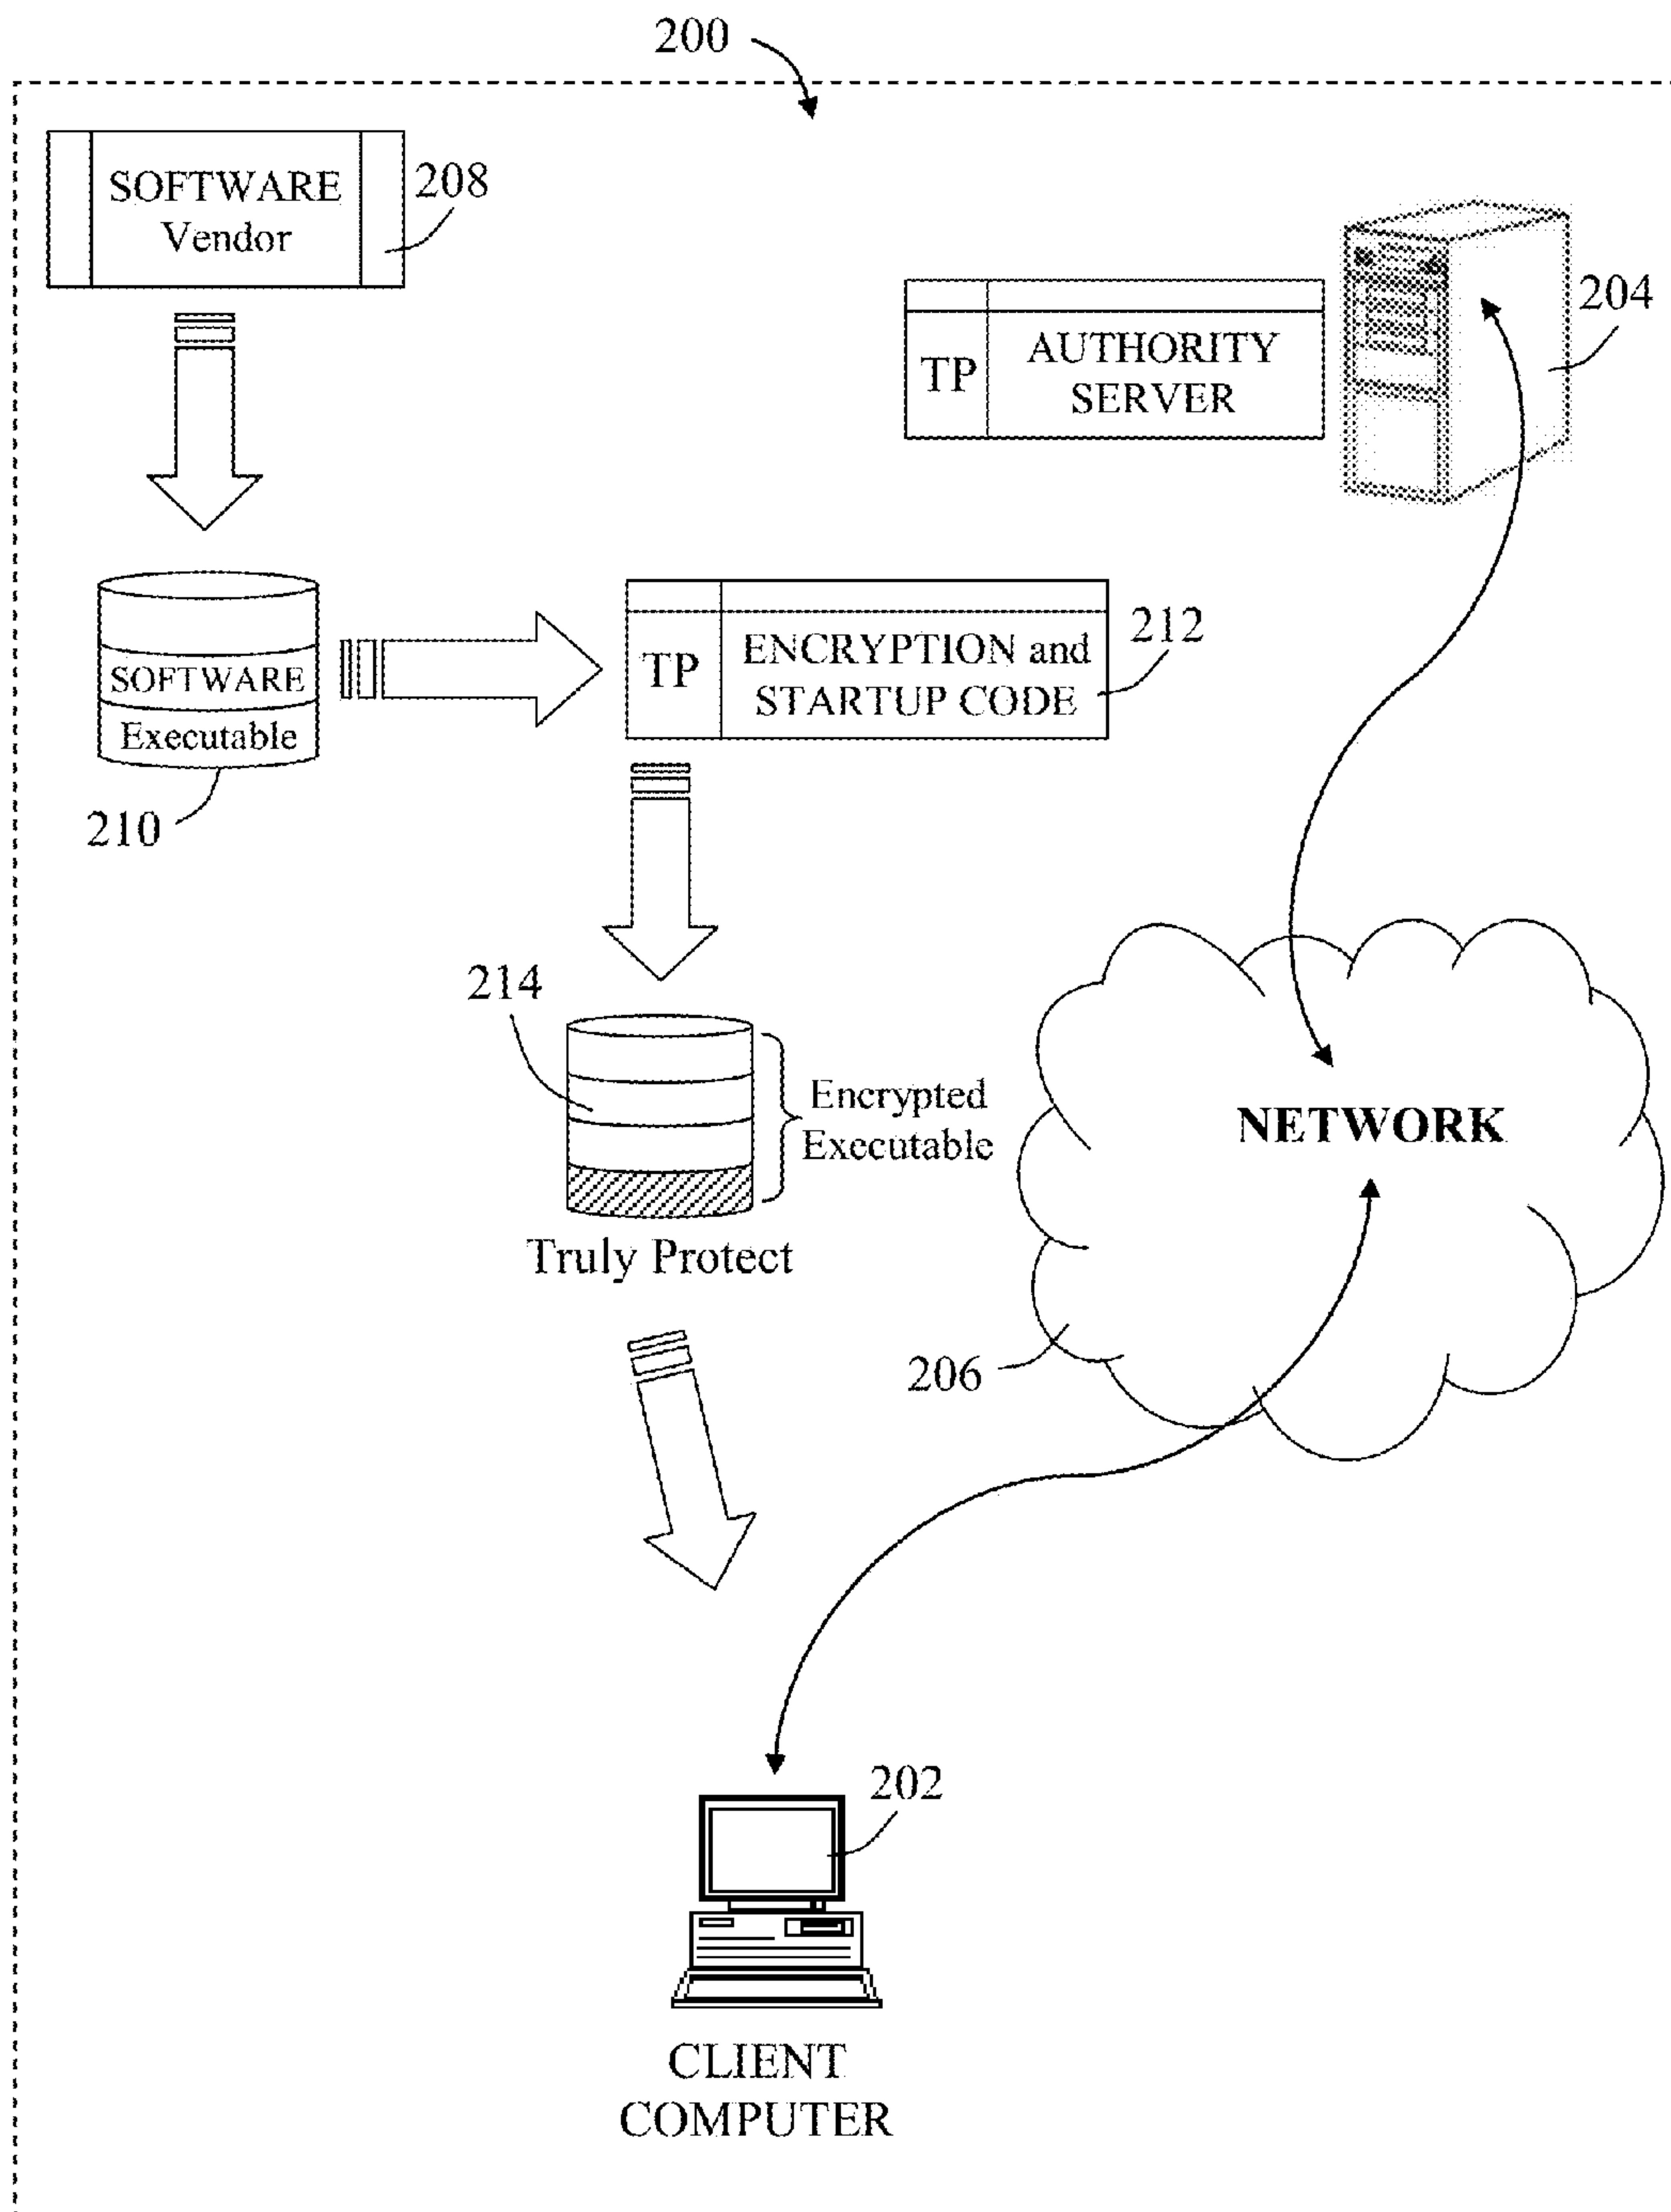 200
SOFTWARE
Vendor
208
204
TP
AUTHORITY
SERVER
SOFTWARE
Executable
210
TP
ENCRYPTION and
STARTUP CODE
212
214
Encrypted
Executable
Truly Protect
NETWORK
206
202
CLIENT
COMPUTER